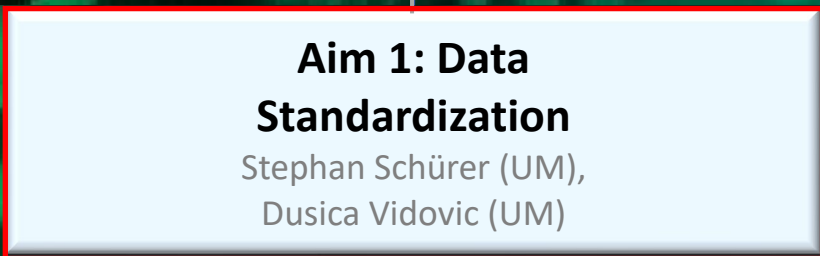 Aim 1: Data
Standardization
Stephan Schürer (UM),
Dusica Vidovic (UM)